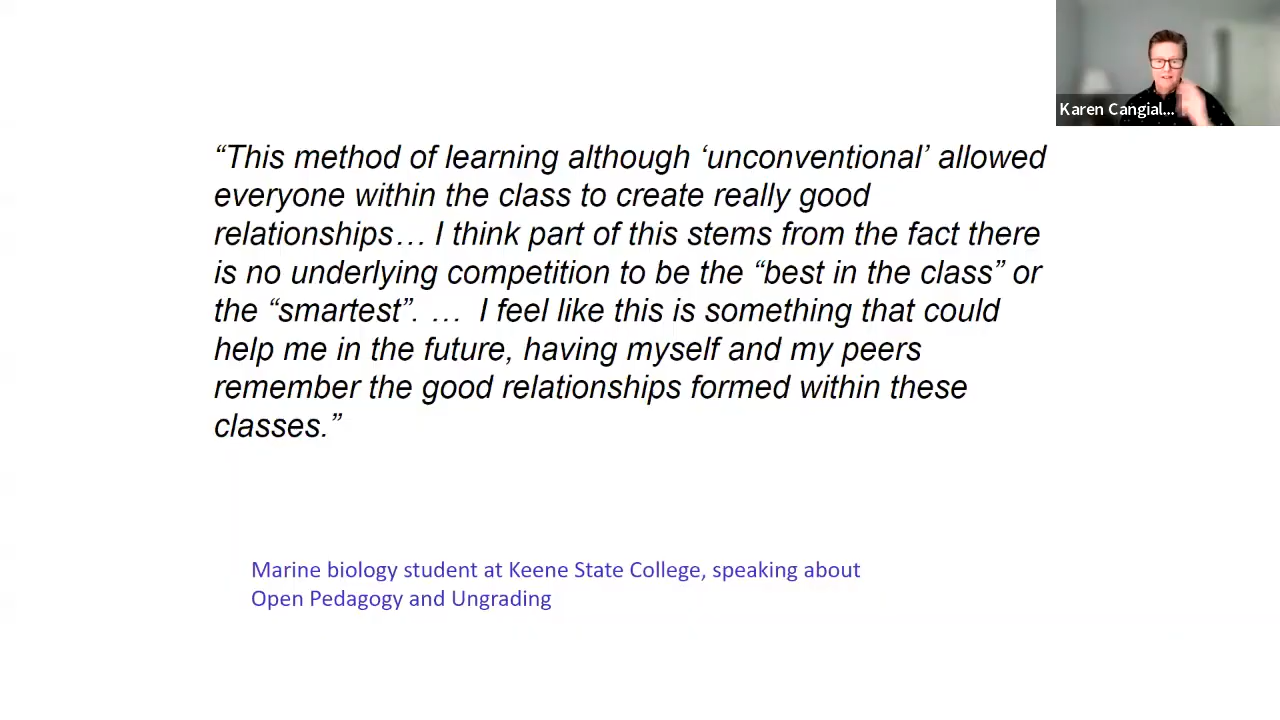 Karen Cangial...
“This method of learning although ‘unconventional’ allowed
everyone within the class to create really good
relationships… I think part of this stems from the fact there
is no underlying competition to be the “best in the class” or
the “smartest”. …  I feel like this is something that could
help me in the future, having myself and my peers
remember the good relationships formed within these
classes.”
Marine biology student at Keene State College, speaking about
Open Pedagogy and Ungrading